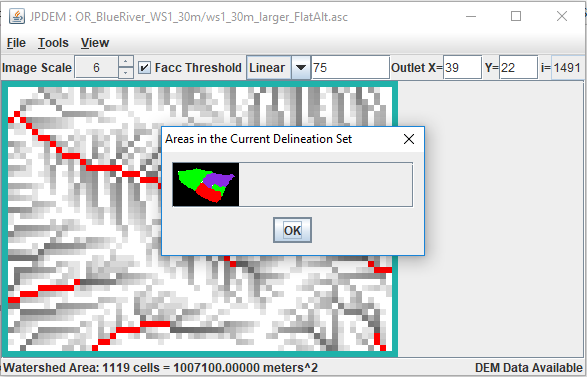 JPDEM : OR_BlueRiver_WS1_30m/ws1_30m_larger_FlatAlt.asc
File Tools View
Image Scale 6 Facc Threshold Linear 75 Outlet X= 39 Y= 22 i= 1491
Areas in the Current Delineation Set
OK
Watershed Area: 1119 cells = 1007100.00000 meters^2 DEM Data Available